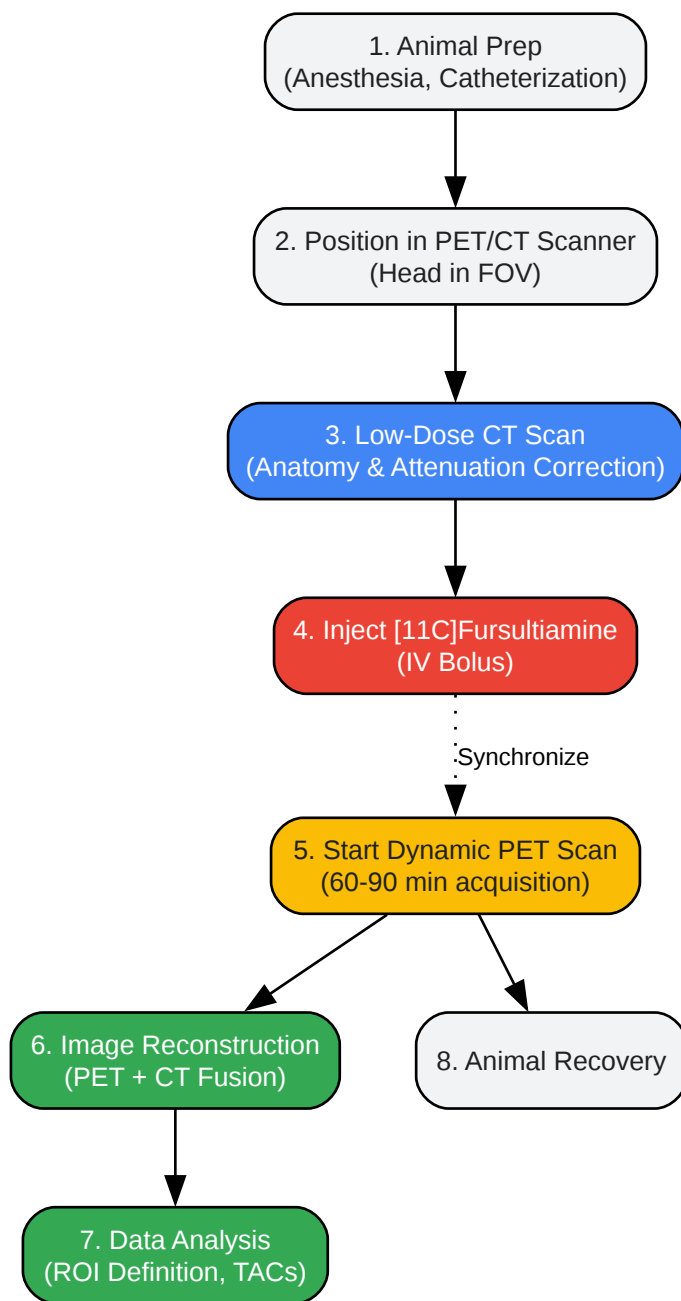 1. Animal Prep
(Anesthesia, Catheterization)
2. Position in PET/CT Scanner
(Head in FOV)
3. Low-Dose CT Scan
(Anatomy & Attenuation Correction)
4. Inject [11C]Fursultiamine
(IV Bolus)
Synchronize
5. Start Dynamic PET Scan
(60-90 min acquisition)
6. Image Reconstruction
(PET + CT Fusion)
8. Animal Recovery
7. Data Analysis
(ROI Definition, TACs)